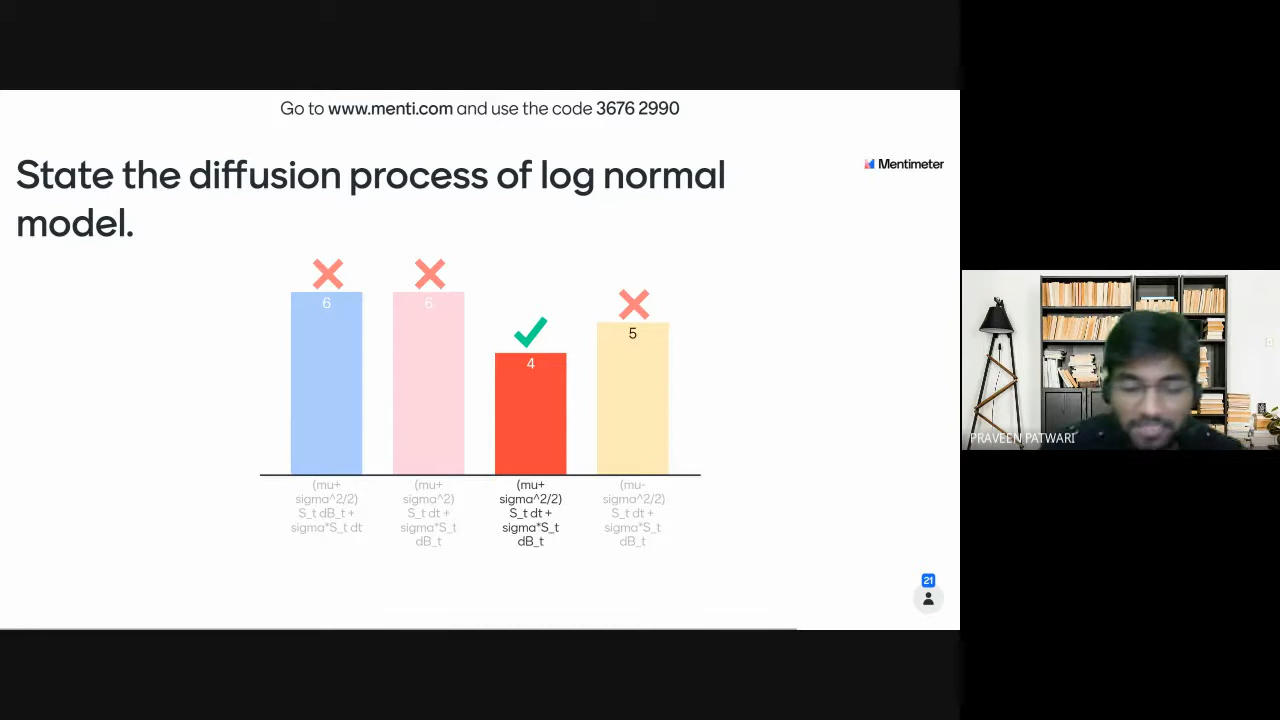 Go to www.menti.com and use the code 3676 2990
State the diffusion process of log normal
model.
Mentimeter
6
6
4
5
(mu+
sigma^2/2)
S_t dB_t +
sigma*S_t dt
(mu+
sigma^2)
S_t dt +
sigma*S_t
dB_t
(mu+
sigma^2/2)
S_t dt +
sigma*S_t
dB_t
(mu-
sigma^2/2)
S_t dt +
sigma*S_t
dB_t
21
PRAVEEN PATWARI